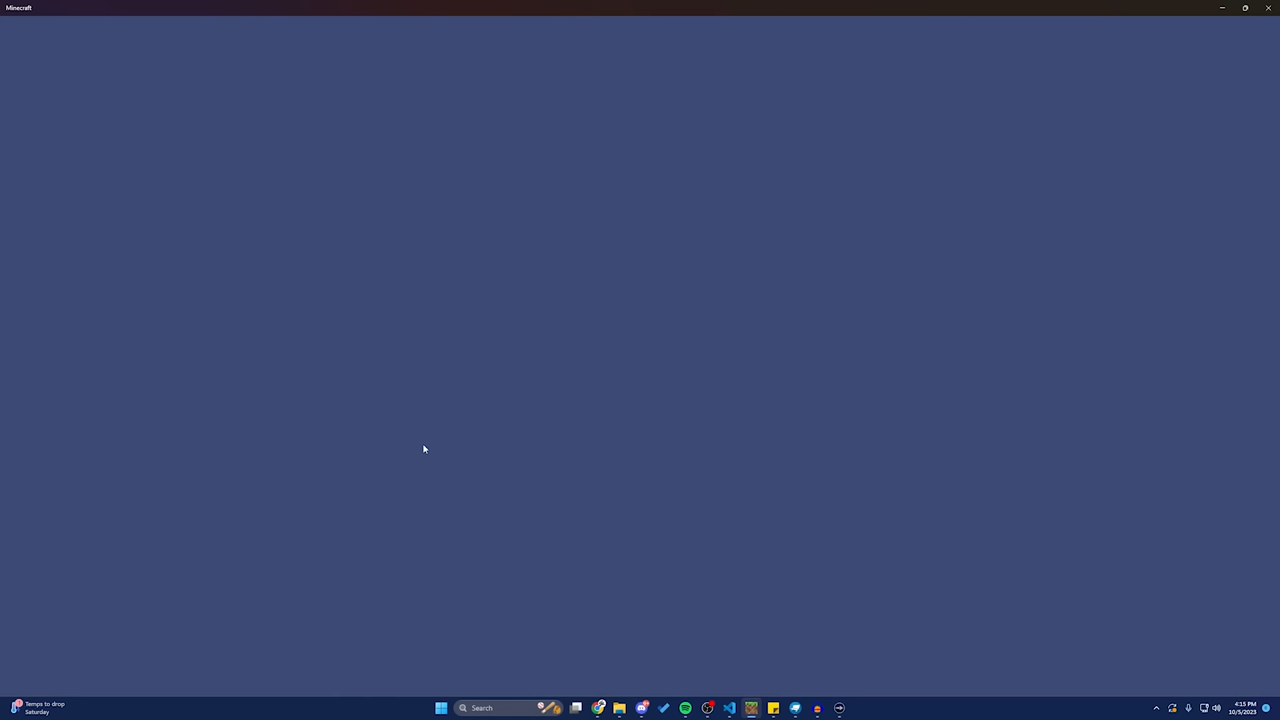 Minecraft
Temps to drop
Saturday
Search
4:15 PM
10/5/2023